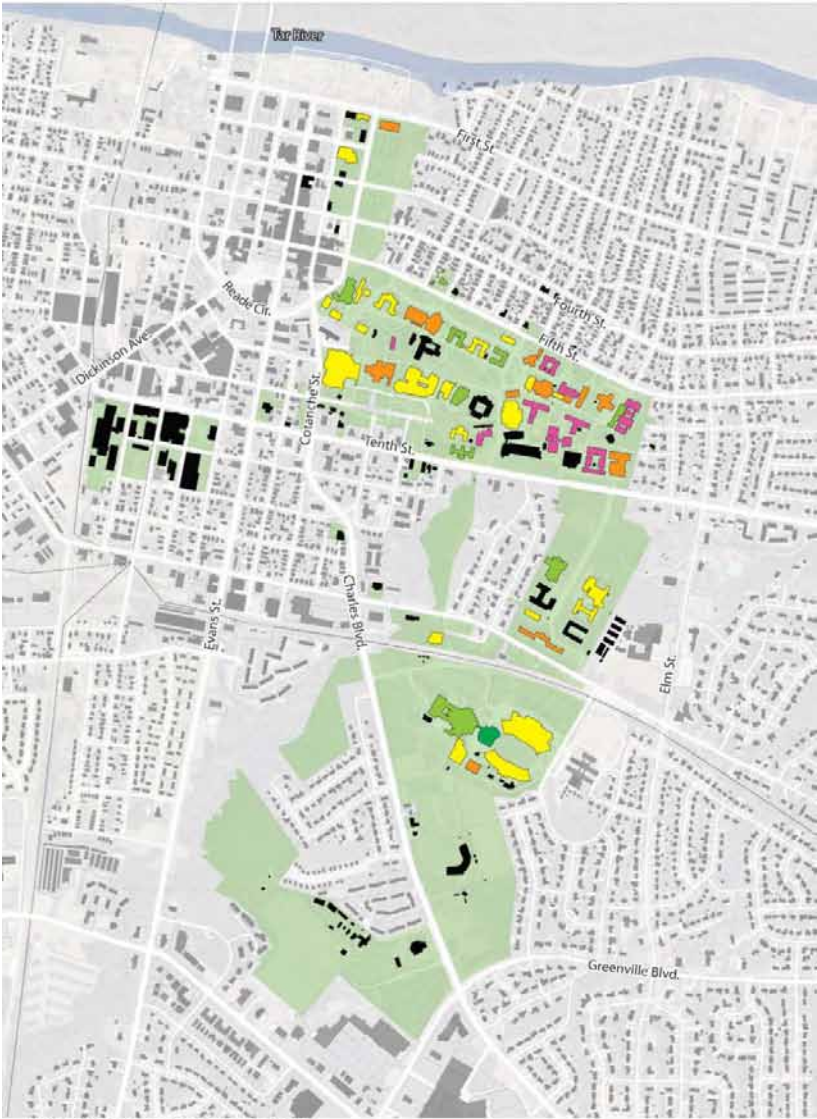 Tar River
First St.
Fourth St.
Fifth St.
Reade Cir.
Dickinson Ave.
Cotanche St.
Tenth St.
Charles Blvd.
Evans St.
Elm St.
Greenville Blvd.